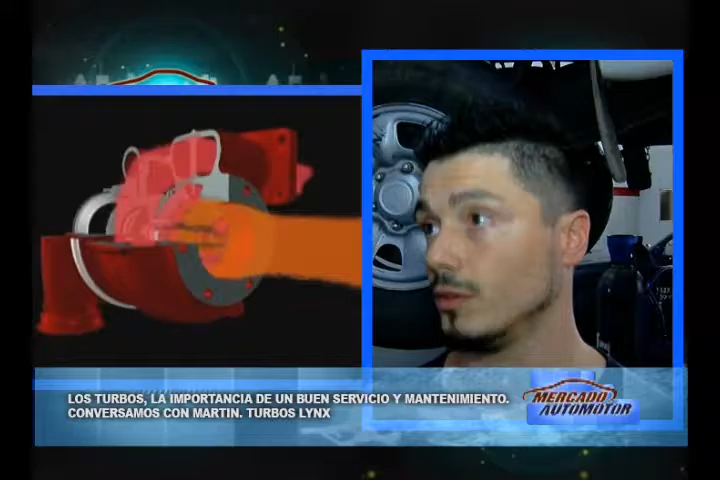 LOS TURBOS, LA IMPORTANCIA DE UN BUEN SERVICIO Y MANTENIMIENTO.
CONVERSAMOS CON MARTIN. TURBOS LYNX
MERCADO
AUTOMOTOR